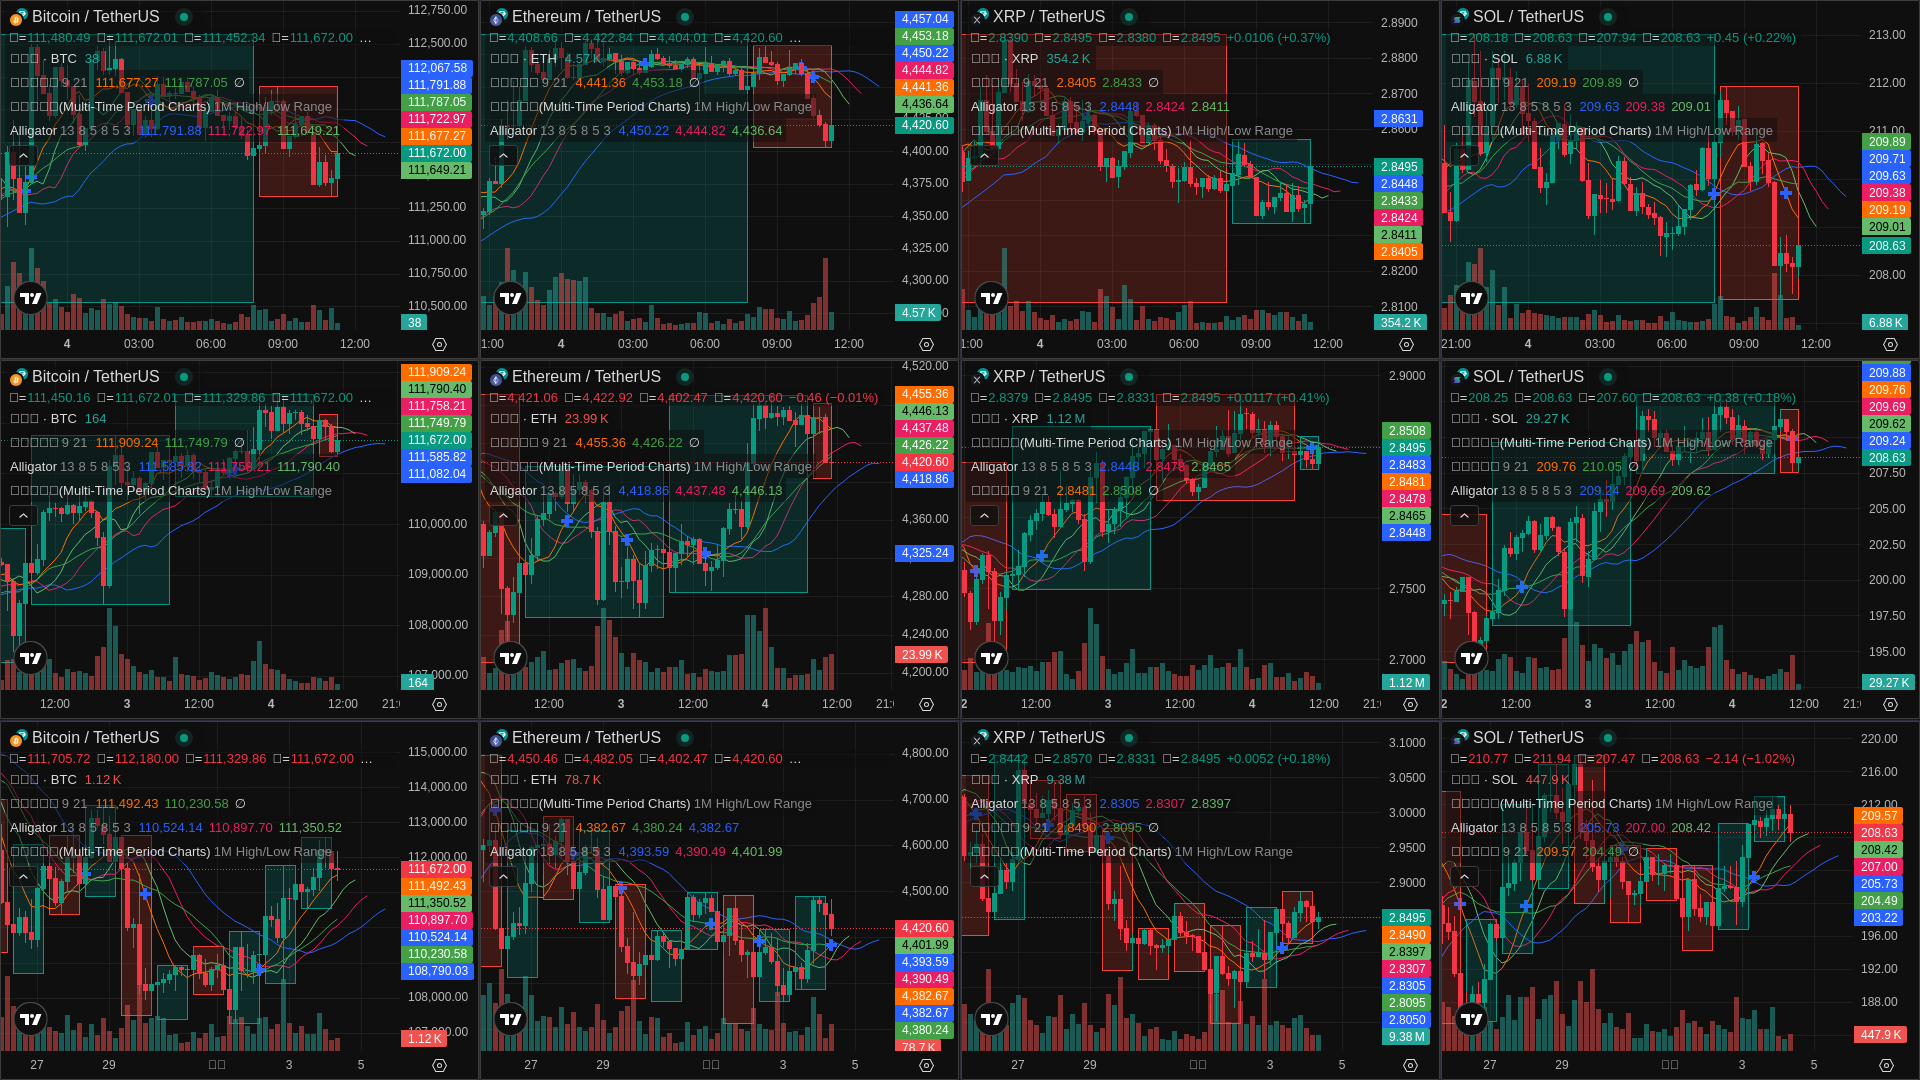 Bitcoin / TetherUS
=111,480.49 =111,672.01 =111,452.34 =111,672.00 ...
· BTC 38
9 21 111,677.27 111,787.05 ∅
(Multi-Time Period Charts) 1M High/Low Range
Alligator 13 8 5 8 5 3 111,791.88 111,722.97 111,649.21
112,750.00
112,500.00
112,067.58
111,791.88
111,787.05
111,722.97
111,677.27
111,672.00
111,649.21
111,250.00
111,000.00
110,750.00
110,500.00
38
4 03:00 06:00 09:00 12:00
Ethereum / TetherUS
=4,408.66 =4,422.84 =4,404.01 =4,420.60 ...
· ETH 4.57 K
9 21 4,441.36 4,453.18 ∅
(Multi-Time Period Charts) 1M High/Low Range
Alligator 13 8 5 8 5 3 4,450.22 4,444.82 4,436.64
4,457.04
4,453.18
4,450.22
4,444.82
4,441.36
4,436.64
4,420.60
4,400.00
4,375.00
4,350.00
4,325.00
4,300.00
4.57 K
1:00 4 03:00 06:00 09:00 12:00
XRP / TetherUS
=2.8390 =2.8495 =2.8380 =2.8495 +0.0106 (+0.37%)
· XRP 354.2 K
9 21 2.8405 2.8433 ∅
Alligator 13 8 5 8 5 3 2.8448 2.8424 2.8411
(Multi-Time Period Charts) 1M High/Low Range
2.8900
2.8800
2.8700
2.8631
2.8600
2.8495
2.8448
2.8433
2.8424
2.8411
2.8405
2.8200
2.8100
354.2 K
1:00 4 03:00 06:00 09:00 12:00
SOL / TetherUS
=208.18 =208.63 =207.94 =208.63 +0.45 (+0.22%)
· SOL 6.88 K
9 21 209.19 209.89 ∅
Alligator 13 8 5 8 5 3 209.63 209.38 209.01
(Multi-Time Period Charts) 1M High/Low Range
213.00
212.00
211.00
209.89
209.71
209.63
209.38
209.19
209.01
208.63
208.00
6.88 K
21:00 4 03:00 06:00 09:00 12:00
Bitcoin / TetherUS
=111,450.16 =111,672.01 =111,329.86 =111,672.00 ...
· BTC 164
9 21 111,909.24 111,749.79 ∅
Alligator 13 8 5 8 5 3 111,585.82 111,758.21 111,790.40
(Multi-Time Period Charts) 1M High/Low Range
111,909.24
111,790.40
111,758.21
111,749.79
111,672.00
111,585.82
111,082.04
110,000.00
109,000.00
108,000.00
107,000.00
164
12:00 3 12:00 4 12:00 21:
Ethereum / TetherUS
=4,421.06 =4,422.92 =4,402.47 =4,420.60 −0.46 (−0.01%)
· ETH 23.99 K
9 21 4,455.36 4,426.22 ∅
(Multi-Time Period Charts) 1M High/Low Range
Alligator 13 8 5 8 5 3 4,418.86 4,437.48 4,446.13
4,520.00
4,455.36
4,446.13
4,437.48
4,426.22
4,420.60
4,418.86
4,360.00
4,325.24
4,280.00
4,240.00
23.99 K
4,200.00
12:00 3 12:00 4 12:00 21:
XRP / TetherUS
=2.8379 =2.8495 =2.8331 =2.8495 +0.0117 (+0.41%)
· XRP 1.12 M
(Multi-Time Period Charts) 1M High/Low Range
Alligator 13 8 5 8 5 3 2.8448 2.8478 2.8465
9 21 2.8481 2.8508 ∅
2.9000
2.8508
2.8495
2.8483
2.8481
2.8478
2.8465
2.8448
2.7500
2.7000
1.12 M
2 12:00 3 12:00 4 12:00 21:
SOL / TetherUS
=208.25 =208.63 =207.60 =208.63 +0.38 (+0.18%)
· SOL 29.27 K
(Multi-Time Period Charts) 1M High/Low Range
9 21 209.76 210.05 ∅
Alligator 13 8 5 8 5 3 209.24 209.69 209.62
209.88
209.76
209.69
209.62
209.24
208.63
207.50
205.00
202.50
200.00
197.50
195.00
29.27 K
2 12:00 3 12:00 4 12:00 21:
Bitcoin / TetherUS
=111,705.72 =112,180.00 =111,329.86 =111,672.00 ...
· BTC 1.12 K
9 21 111,492.43 110,230.58 ∅
Alligator 13 8 5 8 5 3 110,524.14 110,897.70 111,350.52
(Multi-Time Period Charts) 1M High/Low Range
115,000.00
114,000.00
113,000.00
112,000.00
111,672.00
111,492.43
111,350.52
110,897.70
110,524.14
110,230.58
108,790.03
108,000.00
107,000.00
1.12 K
27 29 3 5
Ethereum / TetherUS
=4,450.46 =4,482.05 =4,402.47 =4,420.60 ...
· ETH 78.7 K
(Multi-Time Period Charts) 1M High/Low Range
9 21 4,382.67 4,380.24 4,382.67
Alligator 13 8 5 8 5 3 4,393.59 4,390.49 4,401.99
4,800.00
4,700.00
4,600.00
4,500.00
4,420.60
4,401.99
4,393.59
4,390.49
4,382.67
4,382.67
4,380.24
78.7 K
27 29 3 5
XRP / TetherUS
=2.8442 =2.8570 =2.8331 =2.8495 +0.0052 (+0.18%)
· XRP 9.38 M
Alligator 13 8 5 8 5 3 2.8305 2.8307 2.8397
9 21 2.8490 2.8095 ∅
(Multi-Time Period Charts) 1M High/Low Range
3.1000
3.0500
3.0000
2.9500
2.9000
2.8495
2.8490
2.8397
2.8307
2.8305
2.8095
2.8050
9.38 M
27 29 3 5
SOL / TetherUS
=210.77 =211.94 =207.47 =208.63 −2.14 (−1.02%)
· SOL 447.9 K
(Multi-Time Period Charts) 1M High/Low Range
Alligator 13 8 5 8 5 3 205.73 207.00 208.42
9 21 209.57 204.49 ∅
220.00
216.00
212.00
209.57
208.63
208.42
207.00
205.73
204.49
203.22
196.00
192.00
188.00
447.9 K
27 29 3 5